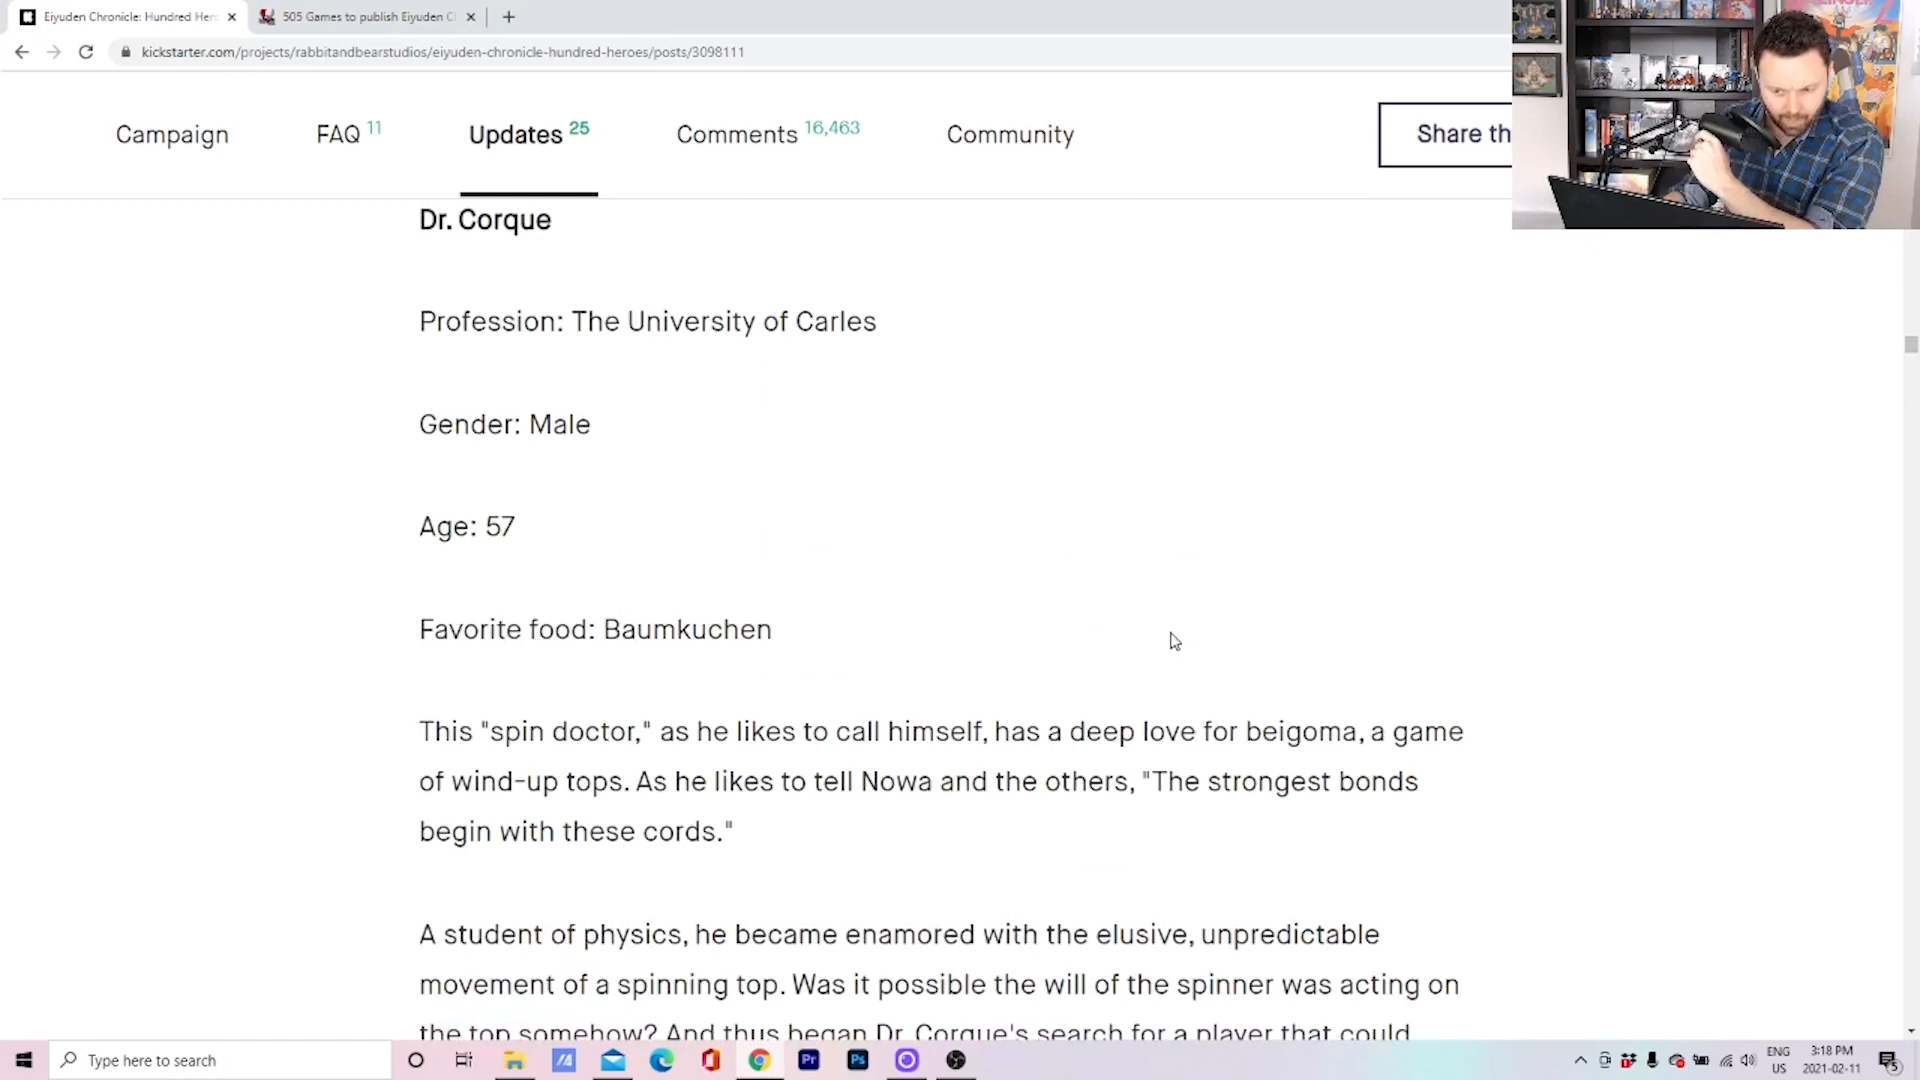 Eiyuden Chronicle: Hundred Her
505 Games to publish Eiyuden C
kickstarter.com/projects/rabbitandbearstudios/eiyuden-chronicle-hundred-heroes/posts/3098111
Campaign
FAQ 11
Updates 25
Comments 16,463
Community
Share th
Dr. Corque
Profession: The University of Carles
Gender: Male
Age: 57
Favorite food: Baumkuchen
This "spin doctor," as he likes to call himself, has a deep love for beigoma, a game
of wind-up tops. As he likes to tell Nowa and the others, "The strongest bonds
begin with these cords."
A student of physics, he became enamored with the elusive, unpredictable
movement of a spinning top. Was it possible the will of the spinner was acting on
the top somehow? And thus began Dr. Corque's search for a player that could
Type here to search
Pr
Ps
ENG
US
3:18 PM
2021-02-11
5